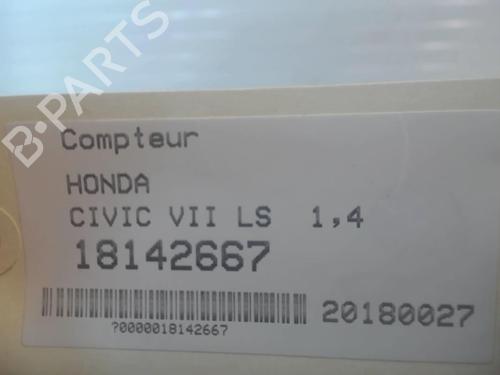 B-PARTS
Compteur
HONDA
CIVIC VII LS 1,4
18142667
20180027
?0000018142667